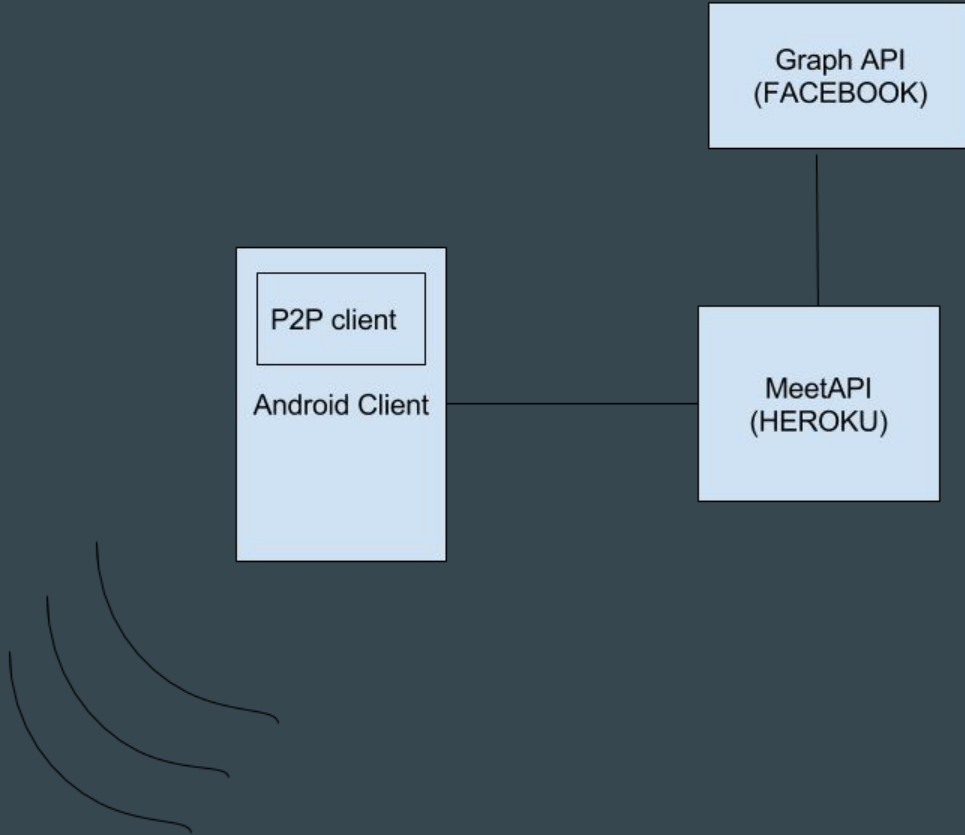 Graph API
(FACEBOOK)
P2P client
Android Client
MeetAPI
(HEROKU)